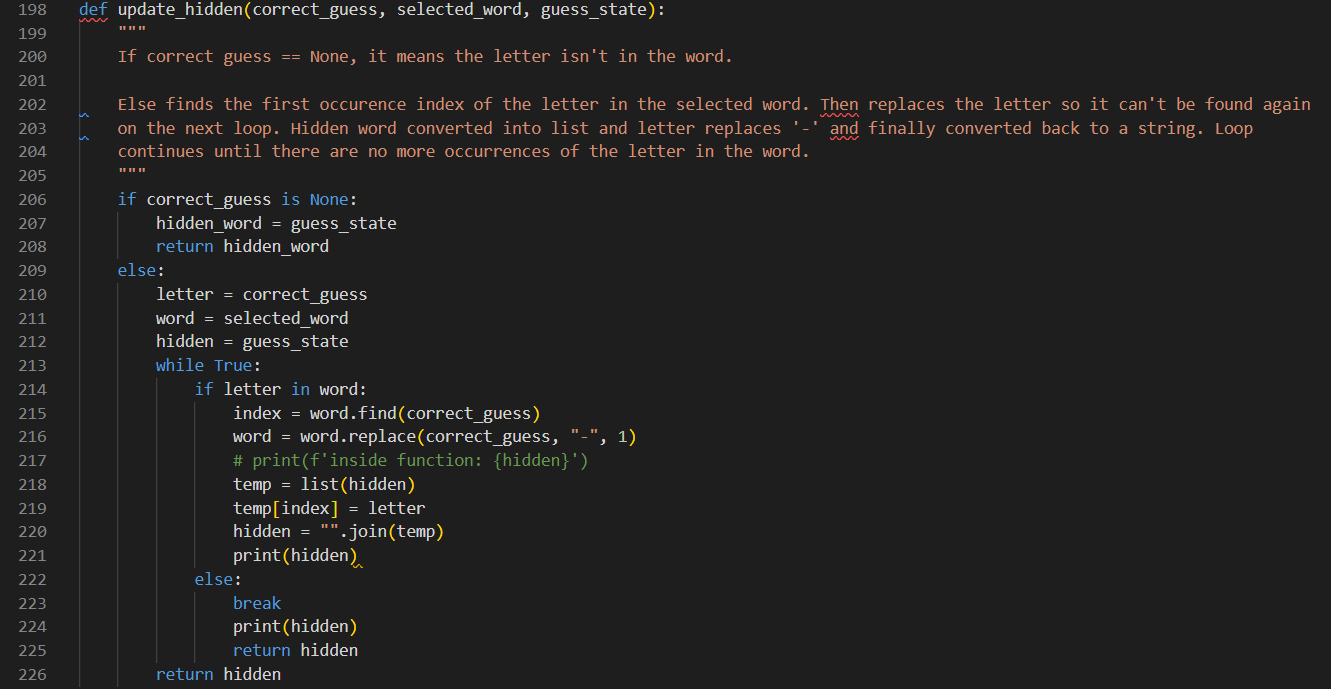 198 def update_hidden(correct_guess, selected_word, guess_state):
199     """
200     If correct guess == None, it means the letter isn't in the word.
201
202     Else finds the first occurence index of the letter in the selected word. Then replaces the letter so it can't be found again
203     on the next loop. Hidden word converted into list and letter replaces '-' and finally converted back to a string. Loop
204     continues until there are no more occurrences of the letter in the word.
205     """
206     if correct_guess is None:
207         hidden_word = guess_state
208         return hidden_word
209     else:
210         letter = correct_guess
211         word = selected_word
212         hidden = guess_state
213         while True:
214             if letter in word:
215                 index = word.find(correct_guess)
216                 word = word.replace(correct_guess, "-", 1)
217                 # print(f'inside function: {hidden}')
218                 temp = list(hidden)
219                 temp[index] = letter
220                 hidden = "".join(temp)
221                 print(hidden)
222             else:
223                 break
224                 print(hidden)
225                 return hidden
226         return hidden